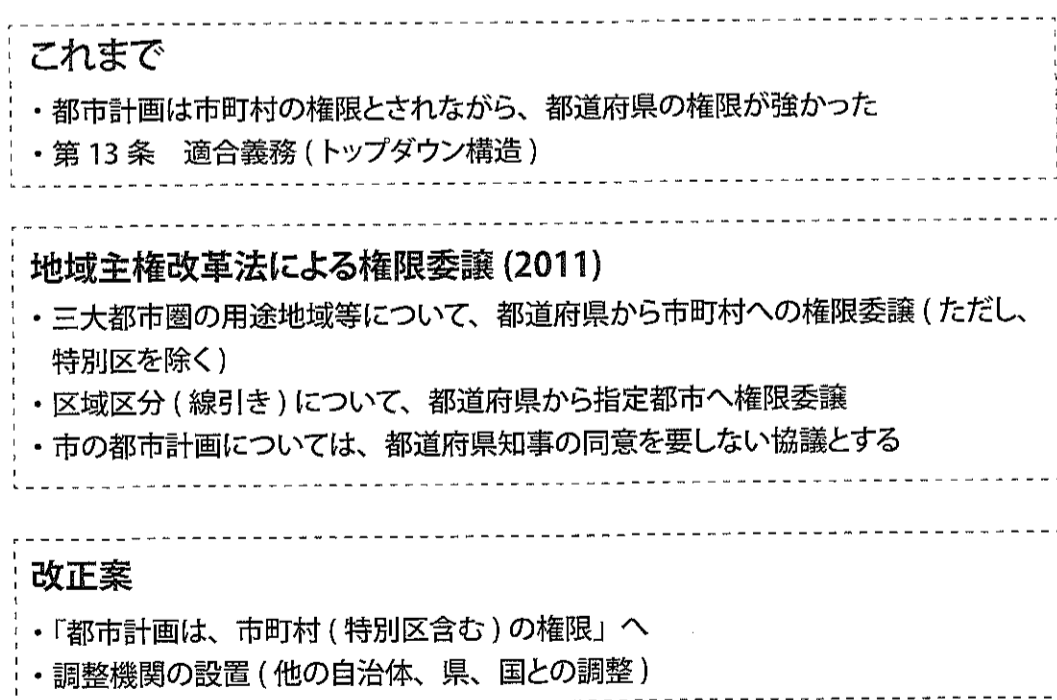 これまで
・都市計画は市町村の権限とされながら、都道府県の権限が強かった
・第 13 条　適合義務 ( トップダウン構造 )
地域主権改革法による権限委譲 (2011)
・三大都市圏の用途地域等について、都道府県から市町村への権限委譲 ( ただし、
特別区を除く )
・区域区分 ( 線引き ) について、都道府県から指定都市へ権限委譲
・市の都市計画については、都道府県知事の同意を要しない協議とする
改正案
・「都市計画は、市町村 ( 特別区含む ) の権限」へ
・調整機関の設置 ( 他の自治体、県、国との調整 )